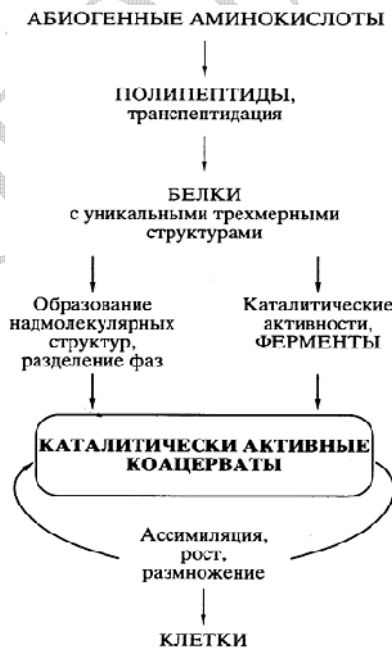 АБИОГЕННЫЕ АМИНОКИСЛОТЫ
ПОЛИПЕПТИДЫ,
транспептидация
БЕЛКИ
с уникальными трехмерными
структурами
Образование
надмолекулярных
структур,
разделение фаз
Каталитические
активности,
ФЕРМЕНТЫ
КАТАЛИТИЧЕСКИ АКТИВНЫЕ
КОАЦЕРВАТЫ
Ассимиляция,
рост,
размножение
КЛЕТКИ